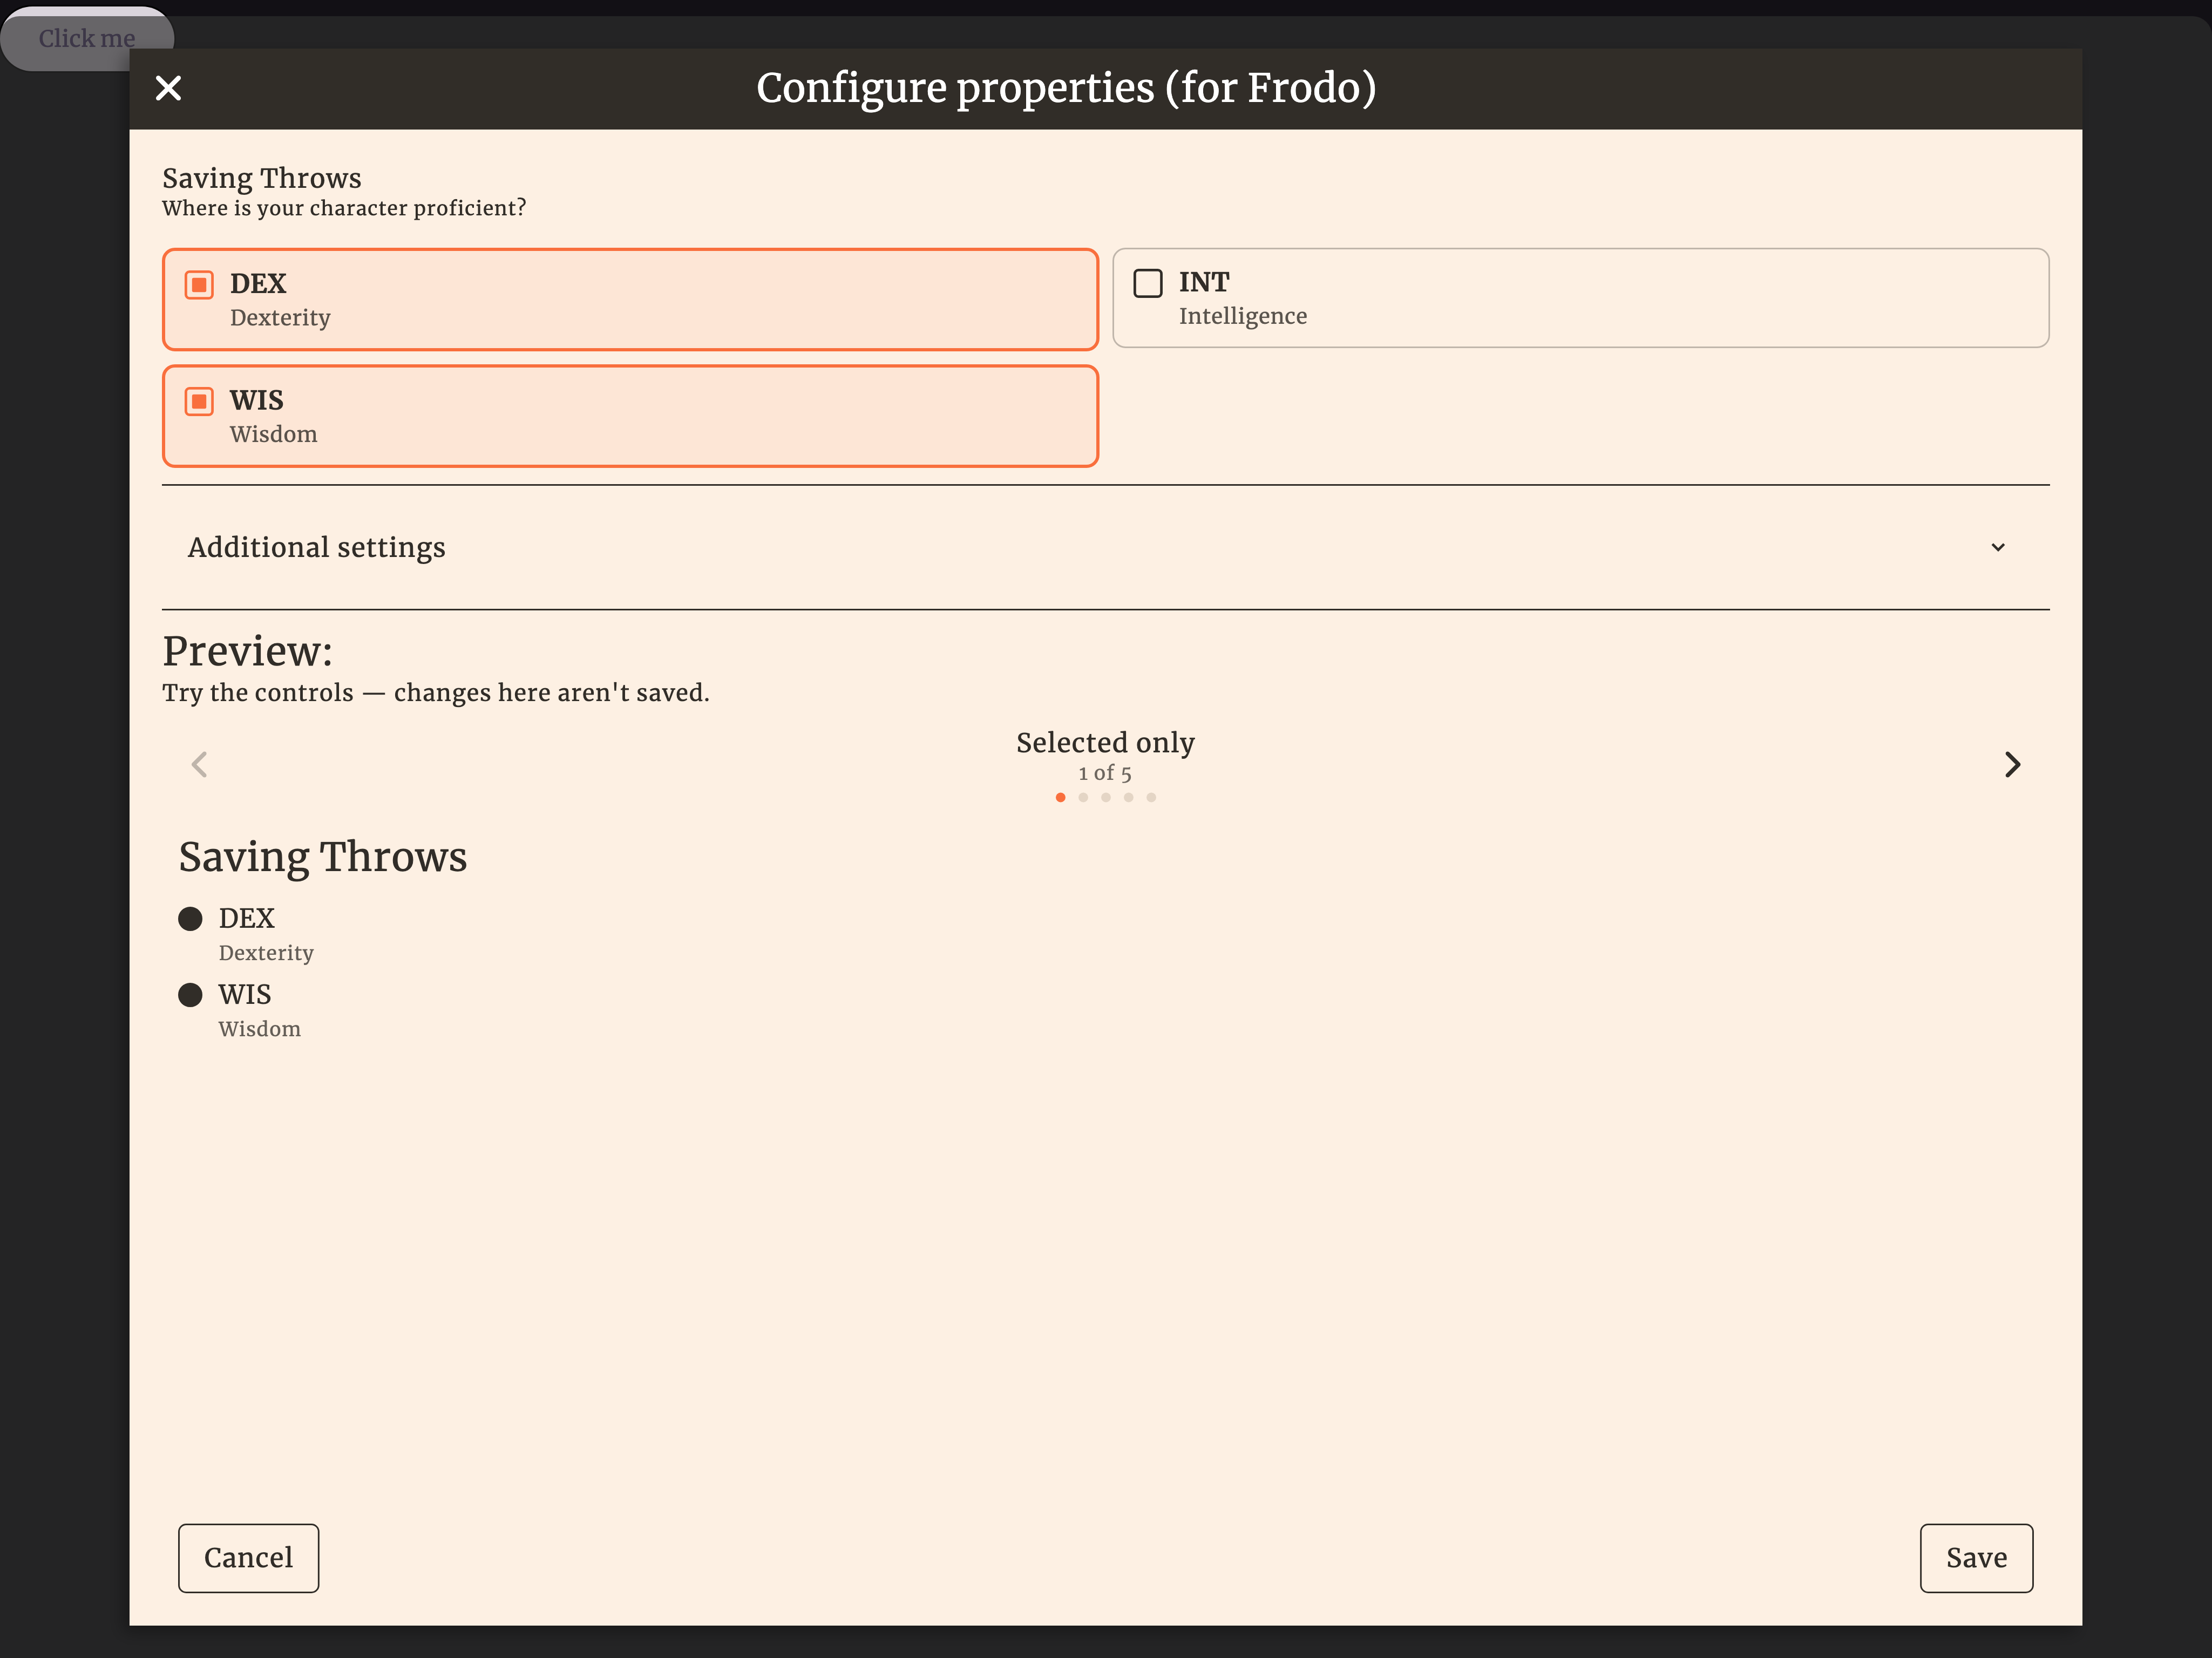 Click me
Configure properties (for Frodo)
Saving Throws
Where is your character proficient?
DEX
Dexterity
INT
Intelligence
WIS
Wisdom
Additional settings
Preview:
Try the controls — changes here aren't saved.
Selected only
1 of 5
Saving Throws
DEX
Dexterity
WIS
Wisdom
Cancel
Save